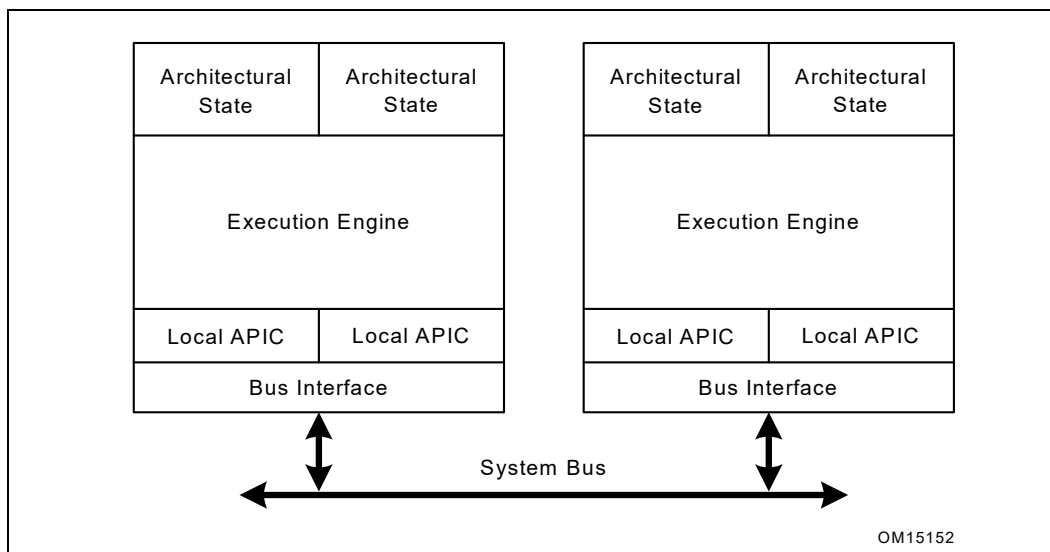 Architectural State
Architectural State
Architectural State
Architectural State
Execution Engine
Execution Engine
Local APIC
Local APIC
Local APIC
Local APIC
Bus Interface
Bus Interface
System Bus
OM15152